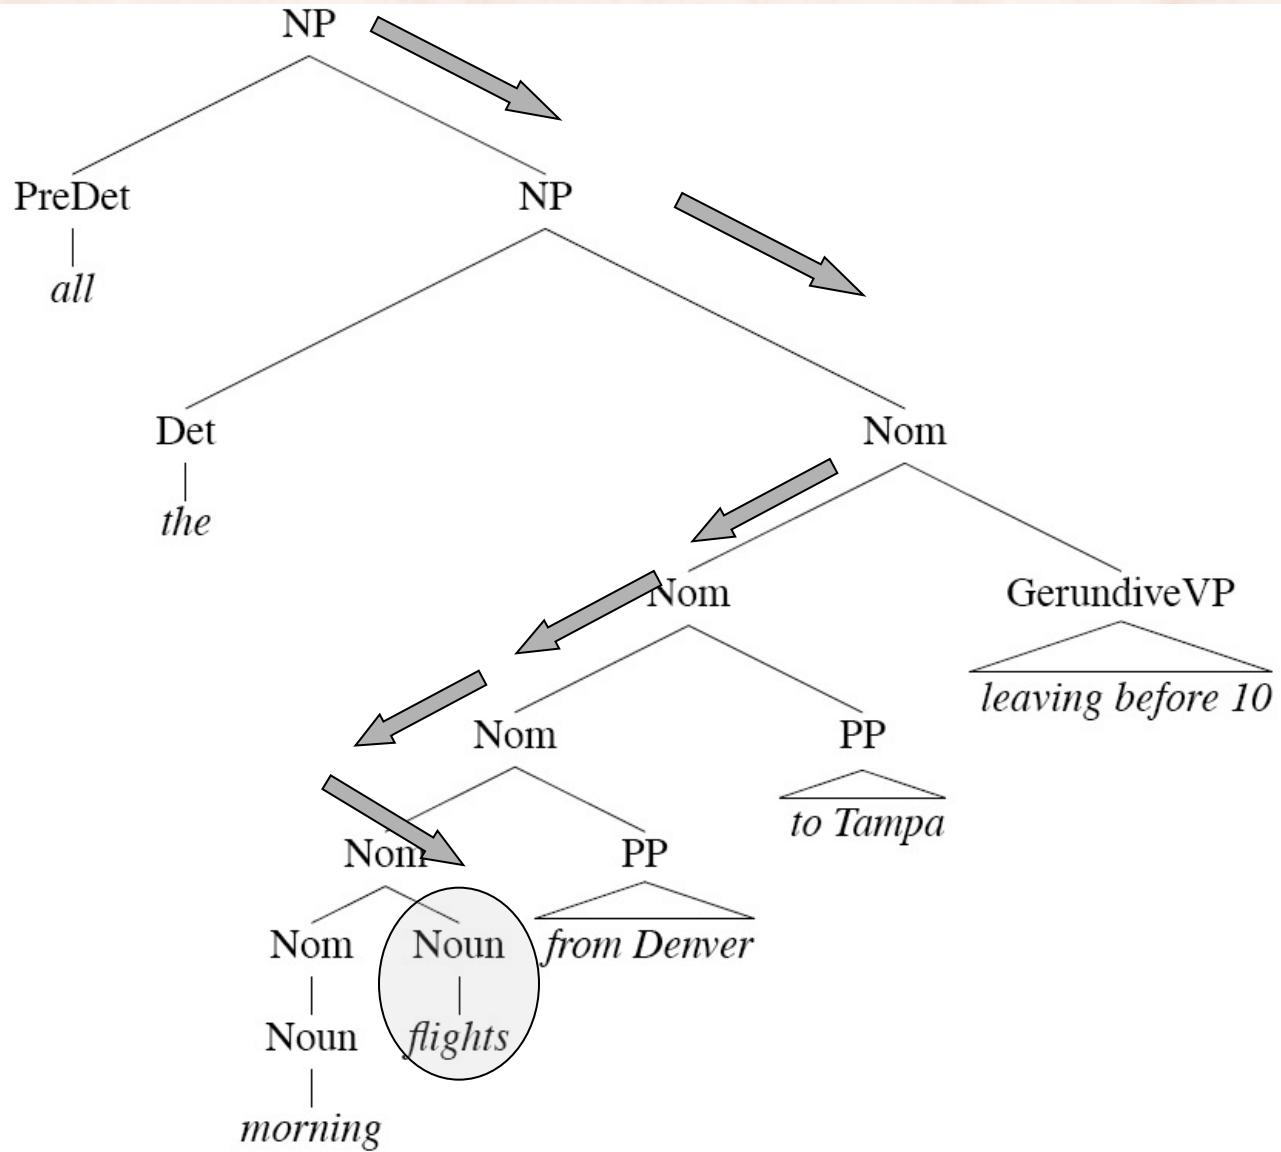 NP
PreDet NP
all
Det Nom
the
Nom GerundiveVP
leaving before 10
Nom PP
to Tampa
Nom PP
Nom Noun from Denver
Noun flights
morning